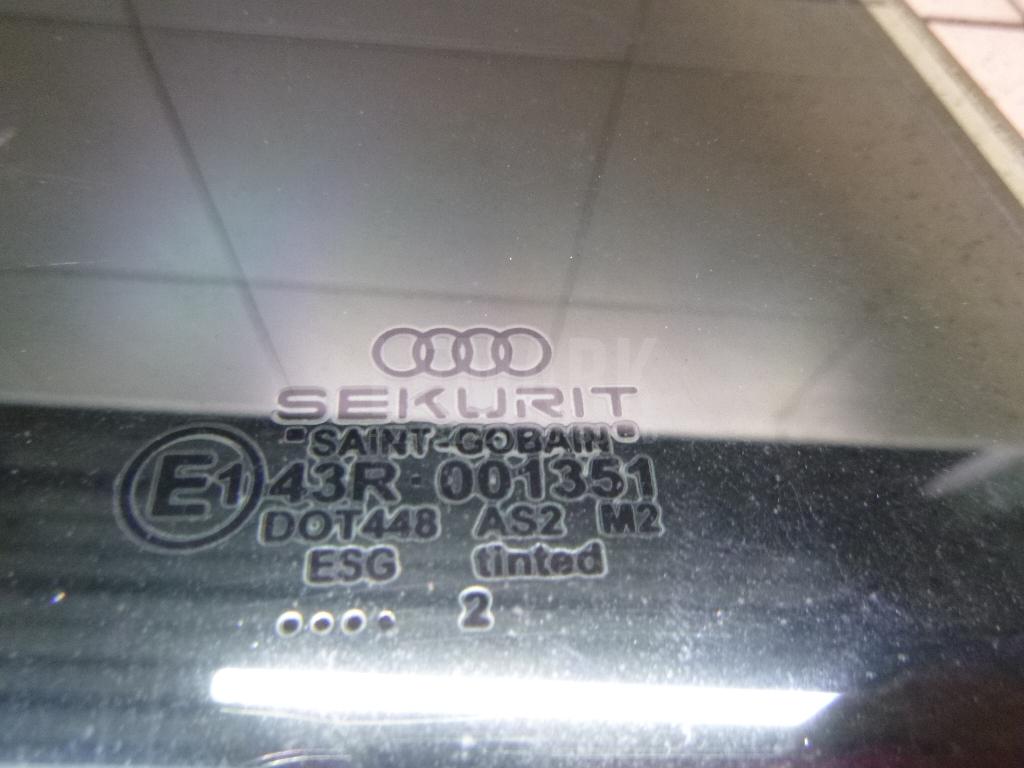 SEKURIT
"SAINT-GOBAIN"
E1 43R-001351
DOT448 AS2 M2
ESG tinted
.... 2